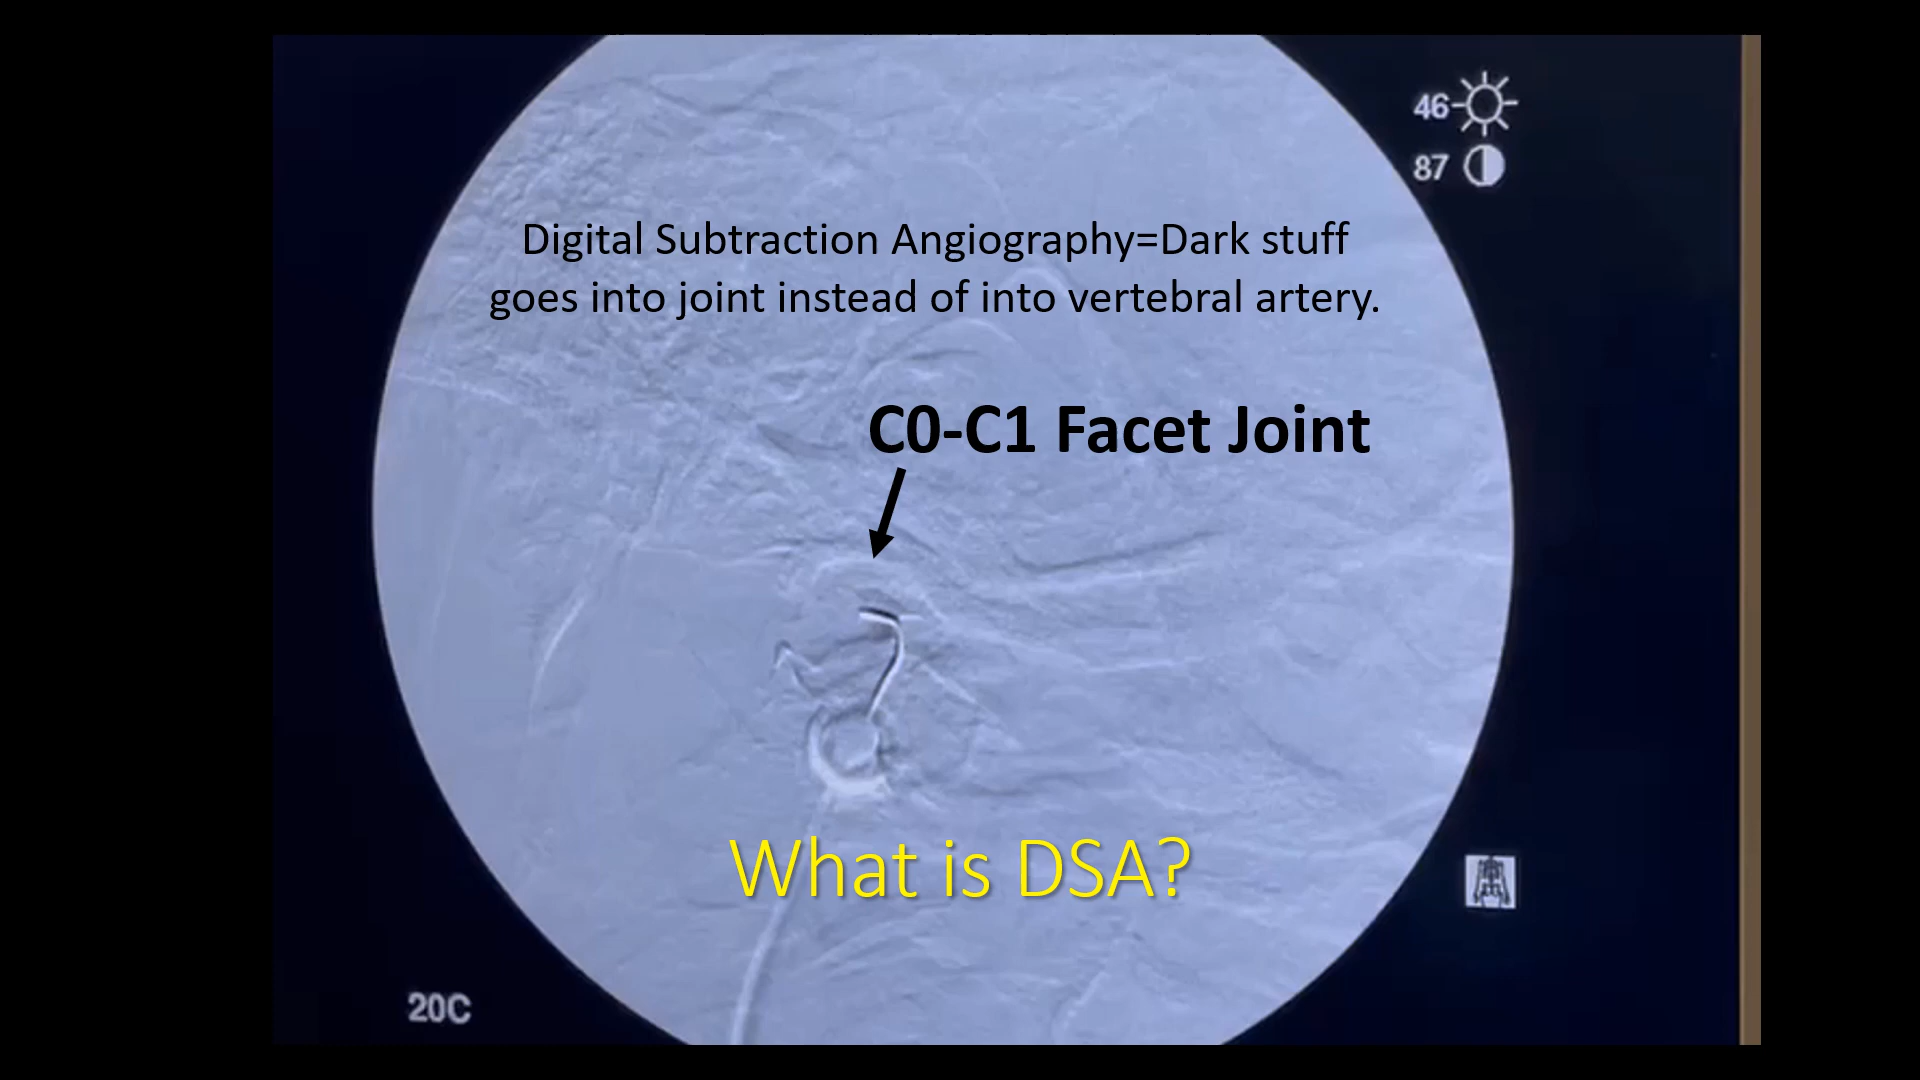 46
87
Digital Subtraction Angiography=Dark stuff
goes into joint instead of into vertebral artery.
C0-C1 Facet Joint
What is DSA?
20C